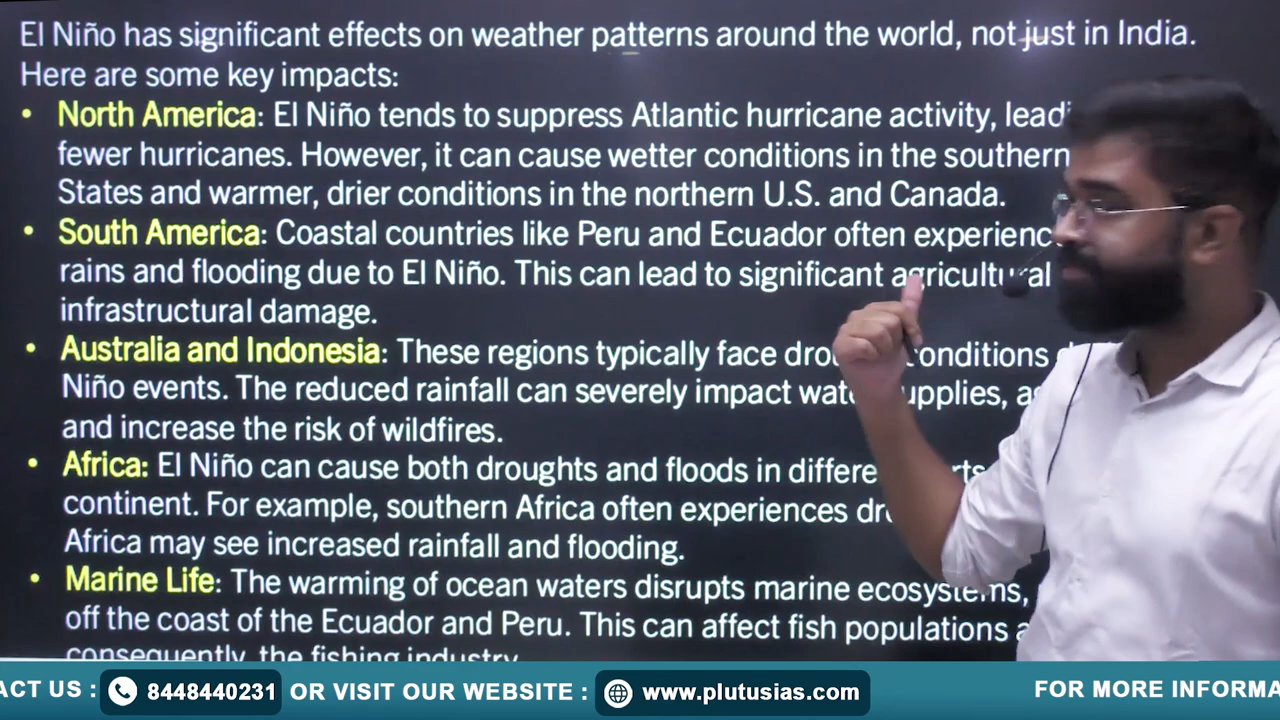 El Niño has significant effects on weather patterns around the world, not just in India.
Here are some key impacts:
• North America: El Niño tends to suppress Atlantic hurricane activity,
fewer hurricanes. However, it can cause wetter conditions in the southern
States and warmer, drier conditions in the northern U.S. and Canada.
• South America: Coastal countries like Peru and Ecuador often
rains and flooding due to El Niño. This can lead to significant agricultural
infrastructural damage.
• Australia and Indonesia: These regions typically face conditions
Niño events. The reduced rainfall can severely impact
and increase the risk of wildfires.
• Africa: El Niño can cause both droughts and floods in
continent. For example, southern Africa often experiences
Africa may see increased rainfall and flooding.
• Marine Life: The warming of ocean waters disrupts marine ecosystems,
off the coast of the Ecuador and Peru. This can affect fish populations
consequently, the fishing industry.
US : 8448440231 OR VISIT OUR WEBSITE : www.plutusias.com FOR MORE